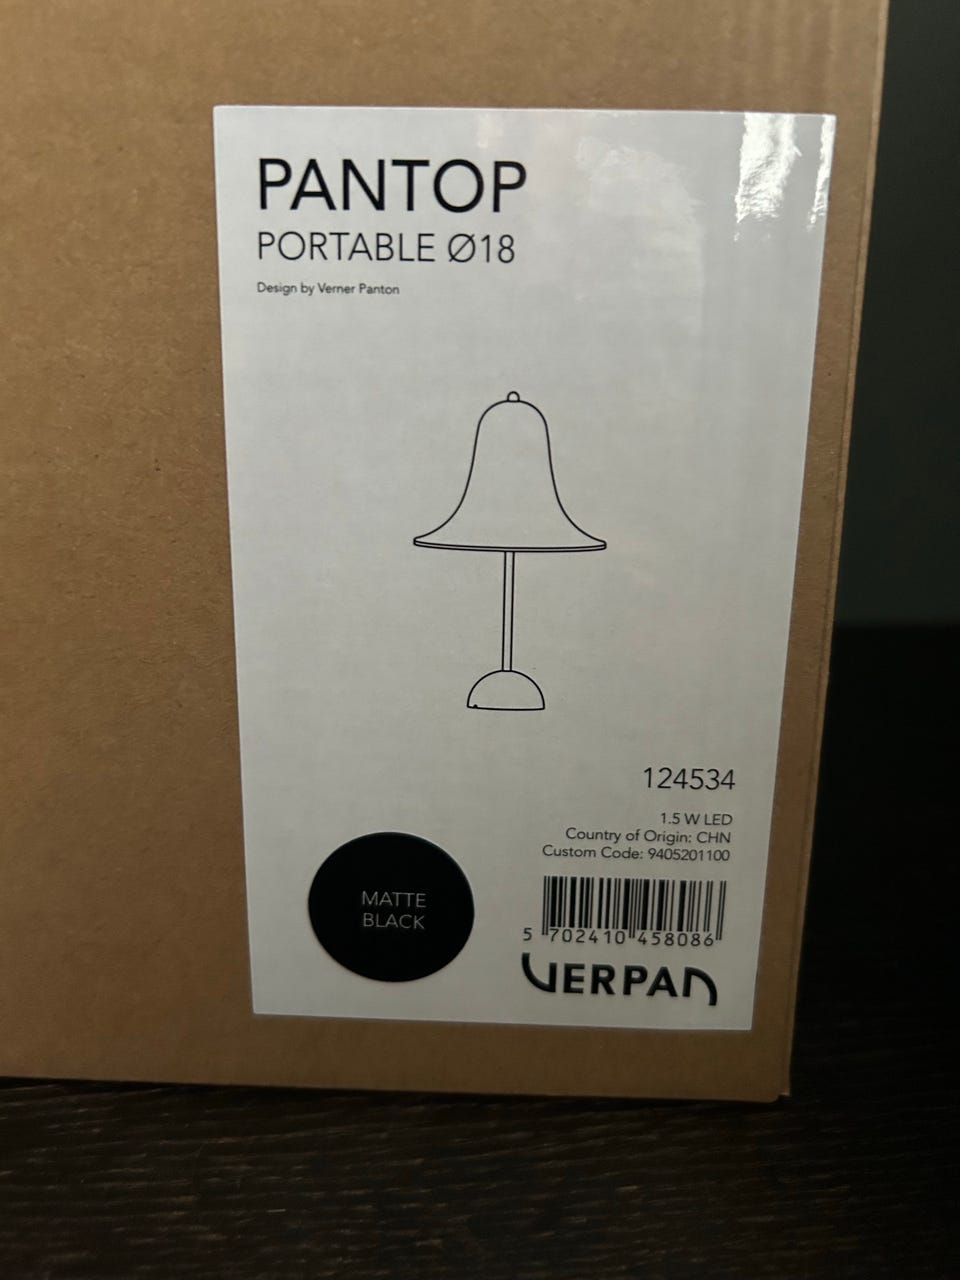 PANTOP
PORTABLE Ø18
Design by Verner Panton
124534
1.5 W LED
Country of Origin: CHN
Custom Code: 9405201100
MATTE
BLACK
5 702410 458086
VERPAN